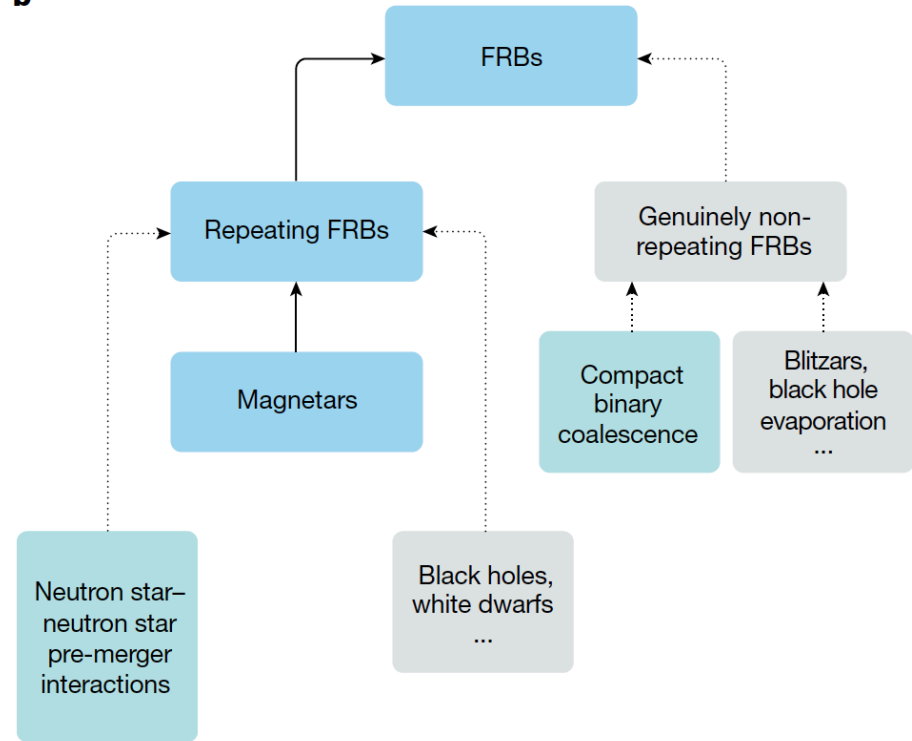 b
FRBs
Repeating FRBs
Genuinely non-
repeating FRBs
Magnetars
Compact
binary
coalescence
Blitzars,
black hole
evaporation
...
Neutron star–
neutron star
pre-merger
interactions
Black holes,
white dwarfs
...